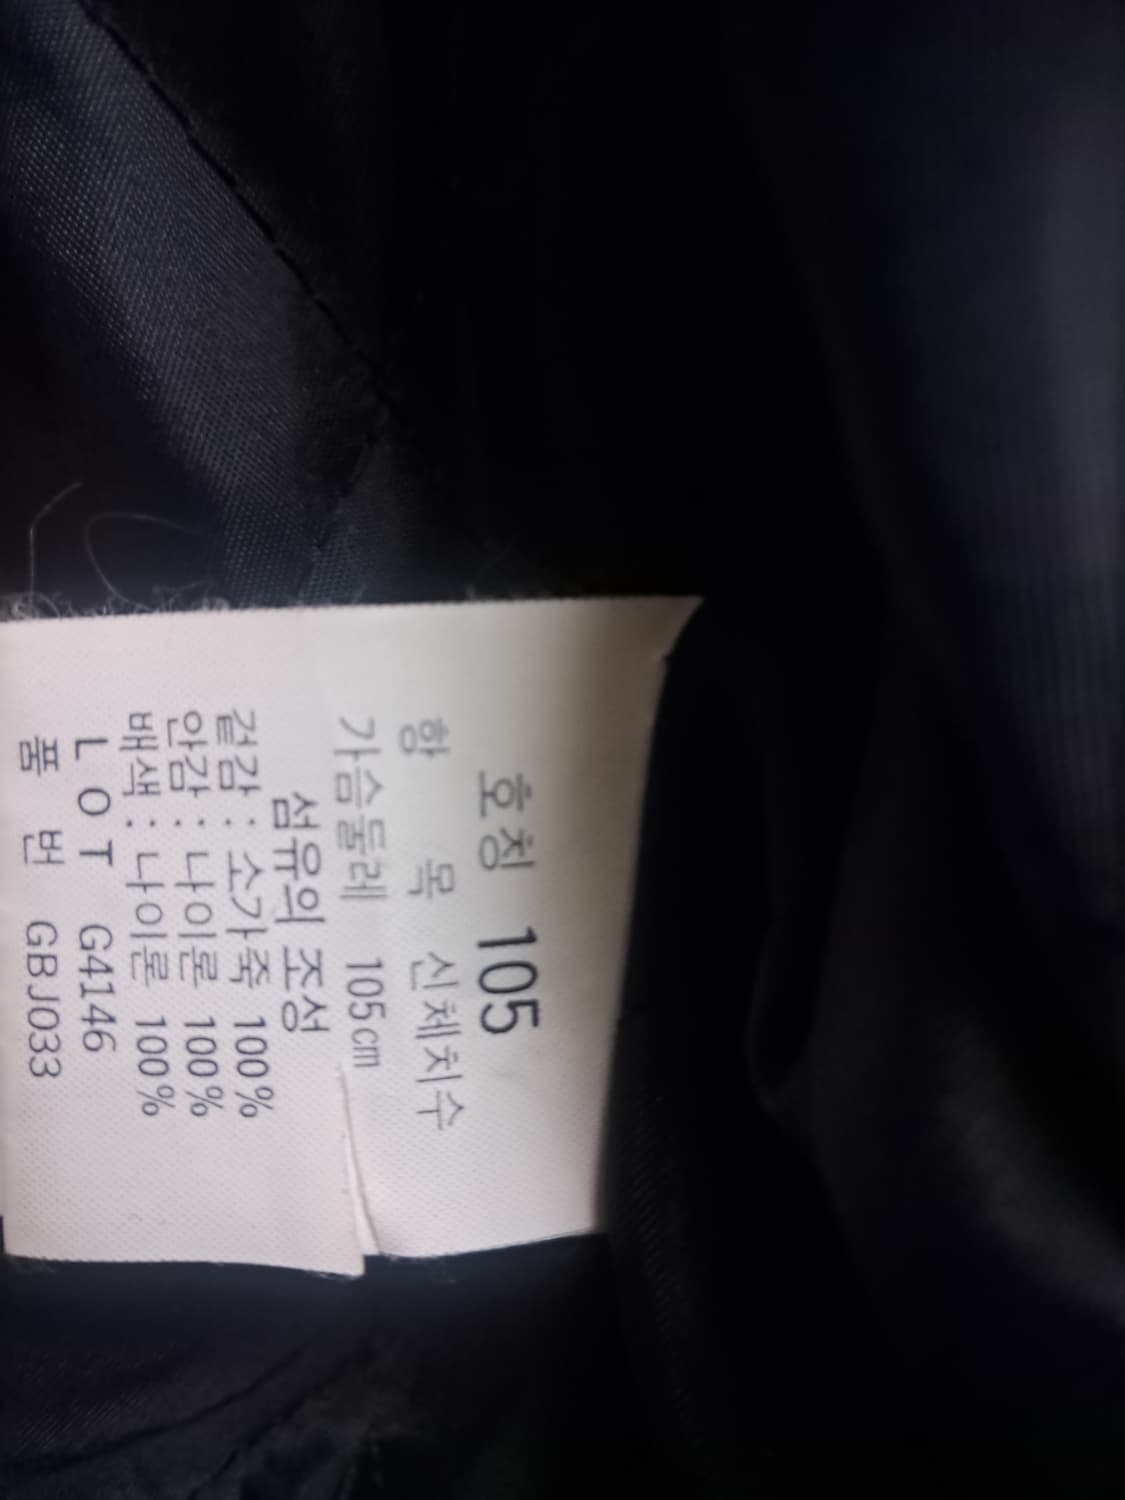 호칭 105
항 목 신체치수
가슴둘레 105cm
섬유의 조성
겉감 : 소가죽 100%
안감 : 나이론 100%
배색 : 나이론 100%
LOT G4146
품 번 GBJ033